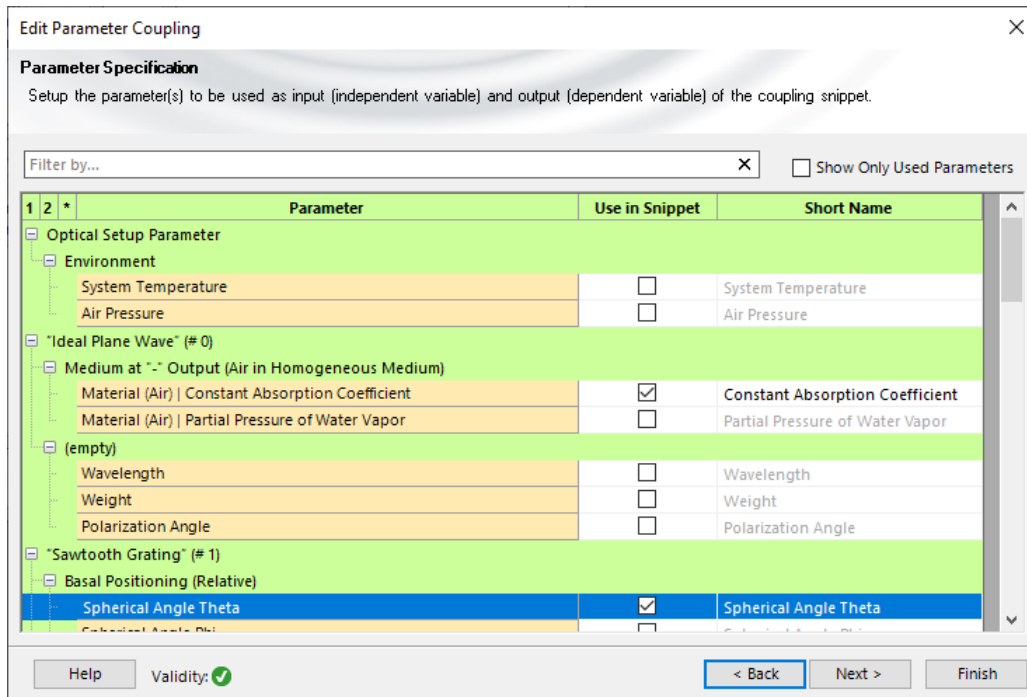 Edit Parameter Coupling
Parameter Specification
Setup the parameter(s) to be used as input (independent variable) and output (dependent variable) of the coupling snippet.
Filter by...
Show Only Used Parameters
1 2 * Parameter Use in Snippet Short Name
Optical Setup Parameter
Environment
System Temperature System Temperature
Air Pressure Air Pressure
"Ideal Plane Wave" (# 0)
Medium at "-" Output (Air in Homogeneous Medium)
Material (Air) | Constant Absorption Coefficient Constant Absorption Coefficient
Material (Air) | Partial Pressure of Water Vapor Partial Pressure of Water Vapor
(empty)
Wavelength Wavelength
Weight Weight
Polarization Angle Polarization Angle
"Sawtooth Grating" (# 1)
Basal Positioning (Relative)
Spherical Angle Theta Spherical Angle Theta
Help Validity: < Back Next > Finish